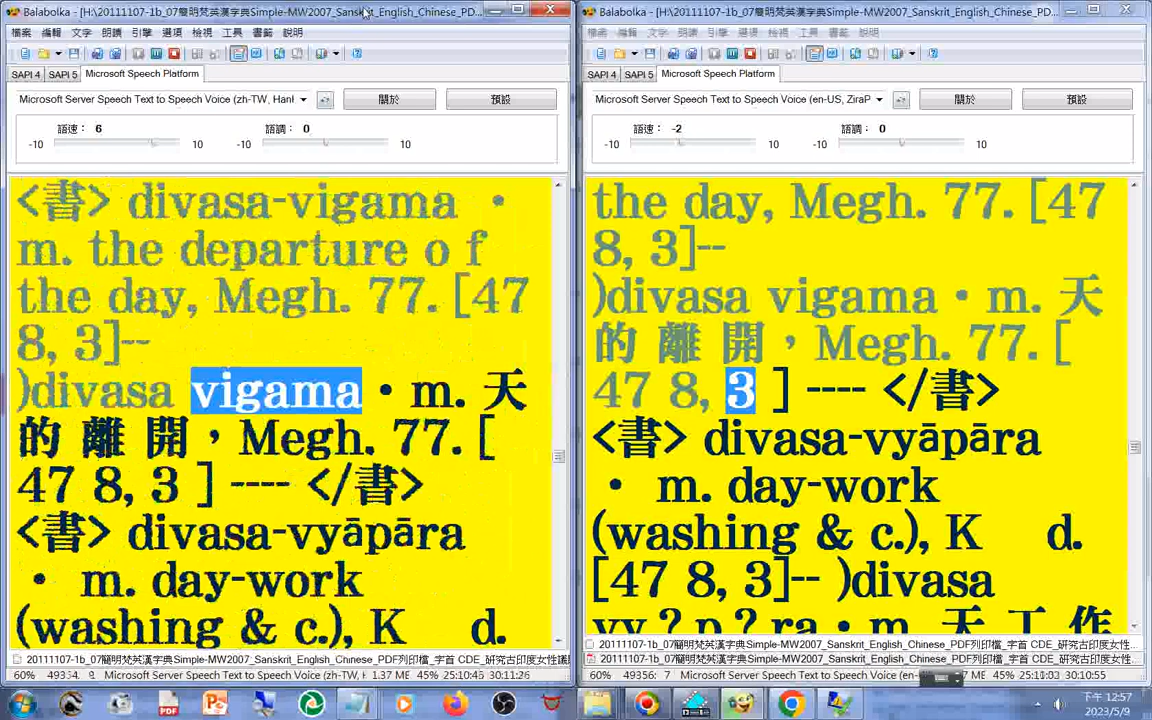 Balabolka - [H:\20111107-1b_07簡明梵英漢字典Simple-MW2007_Sanskrit_English_Chinese_PD...
檔案 編輯 文字 朗讀 引擎 選項 檢視 工具 書籤 說明
SAPI 4 SAPI 5 Microsoft Speech Platform
Microsoft Server Speech Text to Speech Voice (zh-TW, Hanl 關於 預設
語速： 6 語調： 0
-10 10 -10 10
<書> divasa-vigama •
m. the departure o f
the day, Megh. 77. [47
8, 3]--
)divasa vigama • m. 天
的 離 開，Megh. 77. [
47 8, 3 ] ---- </書>
<書> divasa-vyāpāra
• m. day-work
(washing & c.), K d.
20111107-1b_07簡明梵英漢字典Simple-MW2007_Sanskrit_English_Chinese_PDF列印檔_字首 CDE_研究古印度女性議
60% Microsoft Server Speech Text to Speech Voice (zh-TW, H 1.37 ME 45% 25:10:45 30:11:26
Balabolka - [H:\20111107-1b_07簡明梵英漢字典Simple-MW2007_Sanskrit_English_Chinese_PD...
檔案 編輯 文字 朗讀 引擎 選項 檢視 工具 書籤 說明
SAPI 4 SAPI 5 Microsoft Speech Platform
Microsoft Server Speech Text to Speech Voice (en-US, ZiraP 關於 預設
語速： -2 語調： 0
-10 10 -10 10
the day, Megh. 77. [47
8, 3]--
)divasa vigama • m. 天
的 離 開，Megh. 77. [
47 8, 3 ] ---- </書>
<書> divasa-vyāpāra
• m. day-work
(washing & c.), K d.
[47 8, 3]-- )divasa
vy ? p ? ra • m. 天 工 作
20111107-1b_07簡明梵英漢字典Simple-MW2007_Sanskrit_English_Chinese_PDF列印檔_字首 CDE_研究古印度女性...
20111107-1b_07簡明梵英漢字典Simple-MW2007_Sanskrit_English_Chinese_PDF列印檔_字首 CDE_研究古印度女性...
60% 49356: 7 Microsoft Server Speech Text to Speech Voice (en-US, ME 45% 25:10:03 30:10:55
下午 12:57
2023/5/9